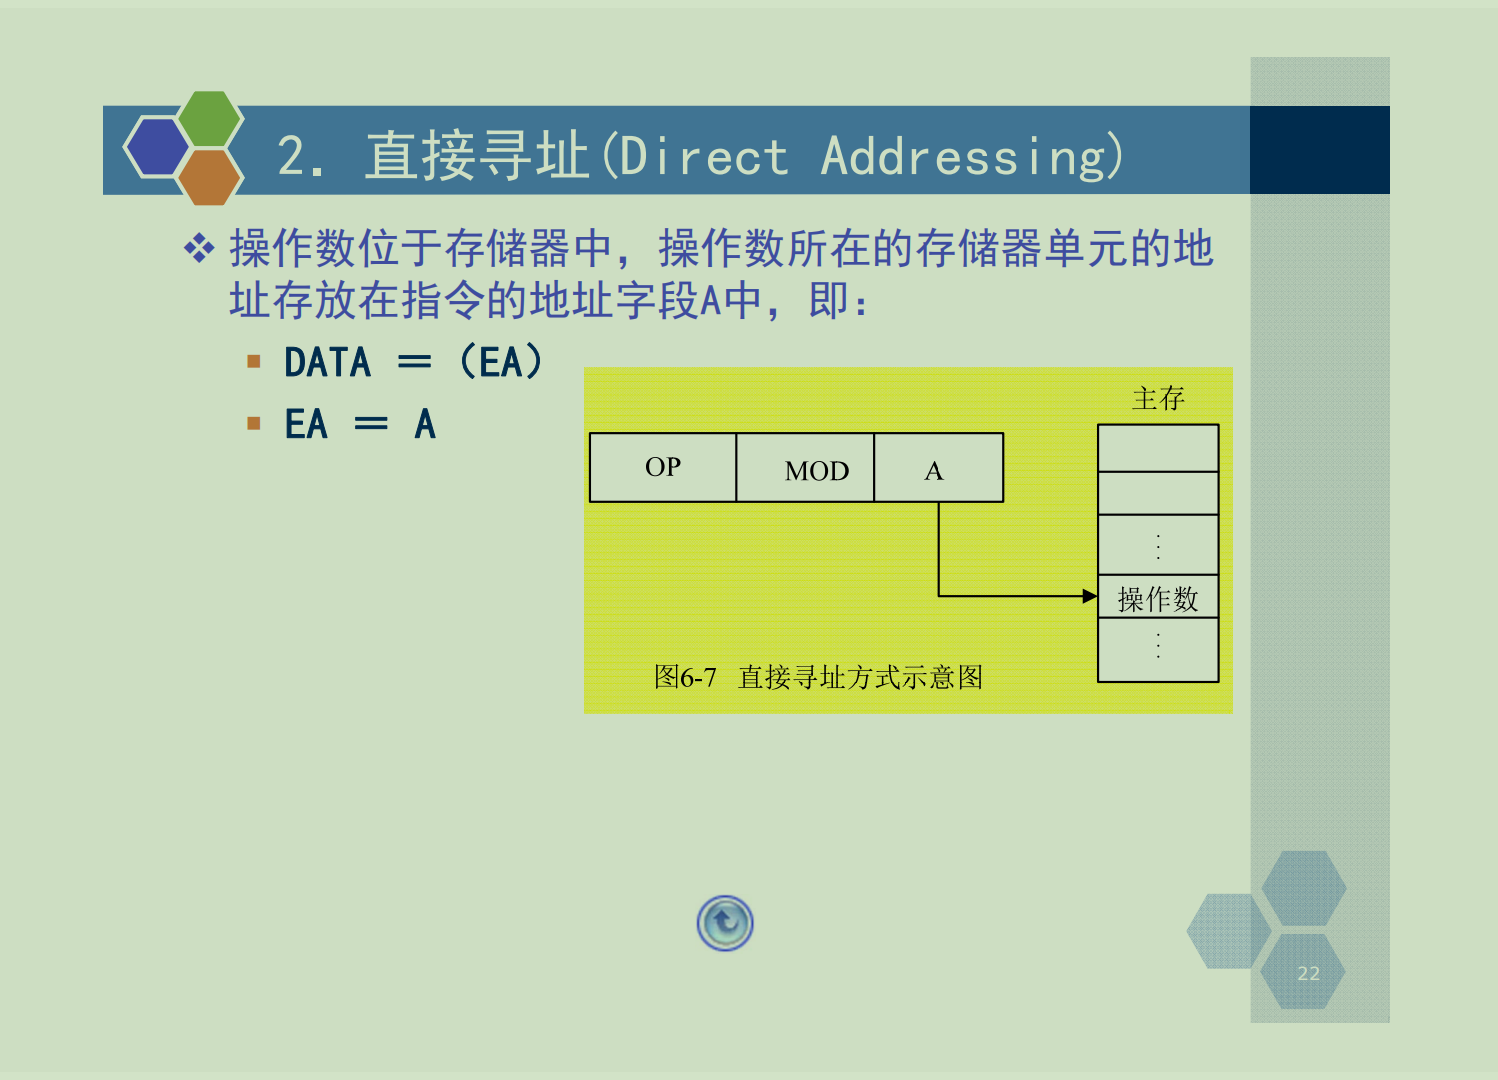 2. 直接寻址(Direct Addressing)
操作数位于存储器中，操作数所在的存储器单元的地
址存放在指令的地址字段A中，即：
DATA ＝（EA）
EA ＝ A
主存
OP MOD A
⋮
操作数
⋮
图6-7 直接寻址方式示意图
22